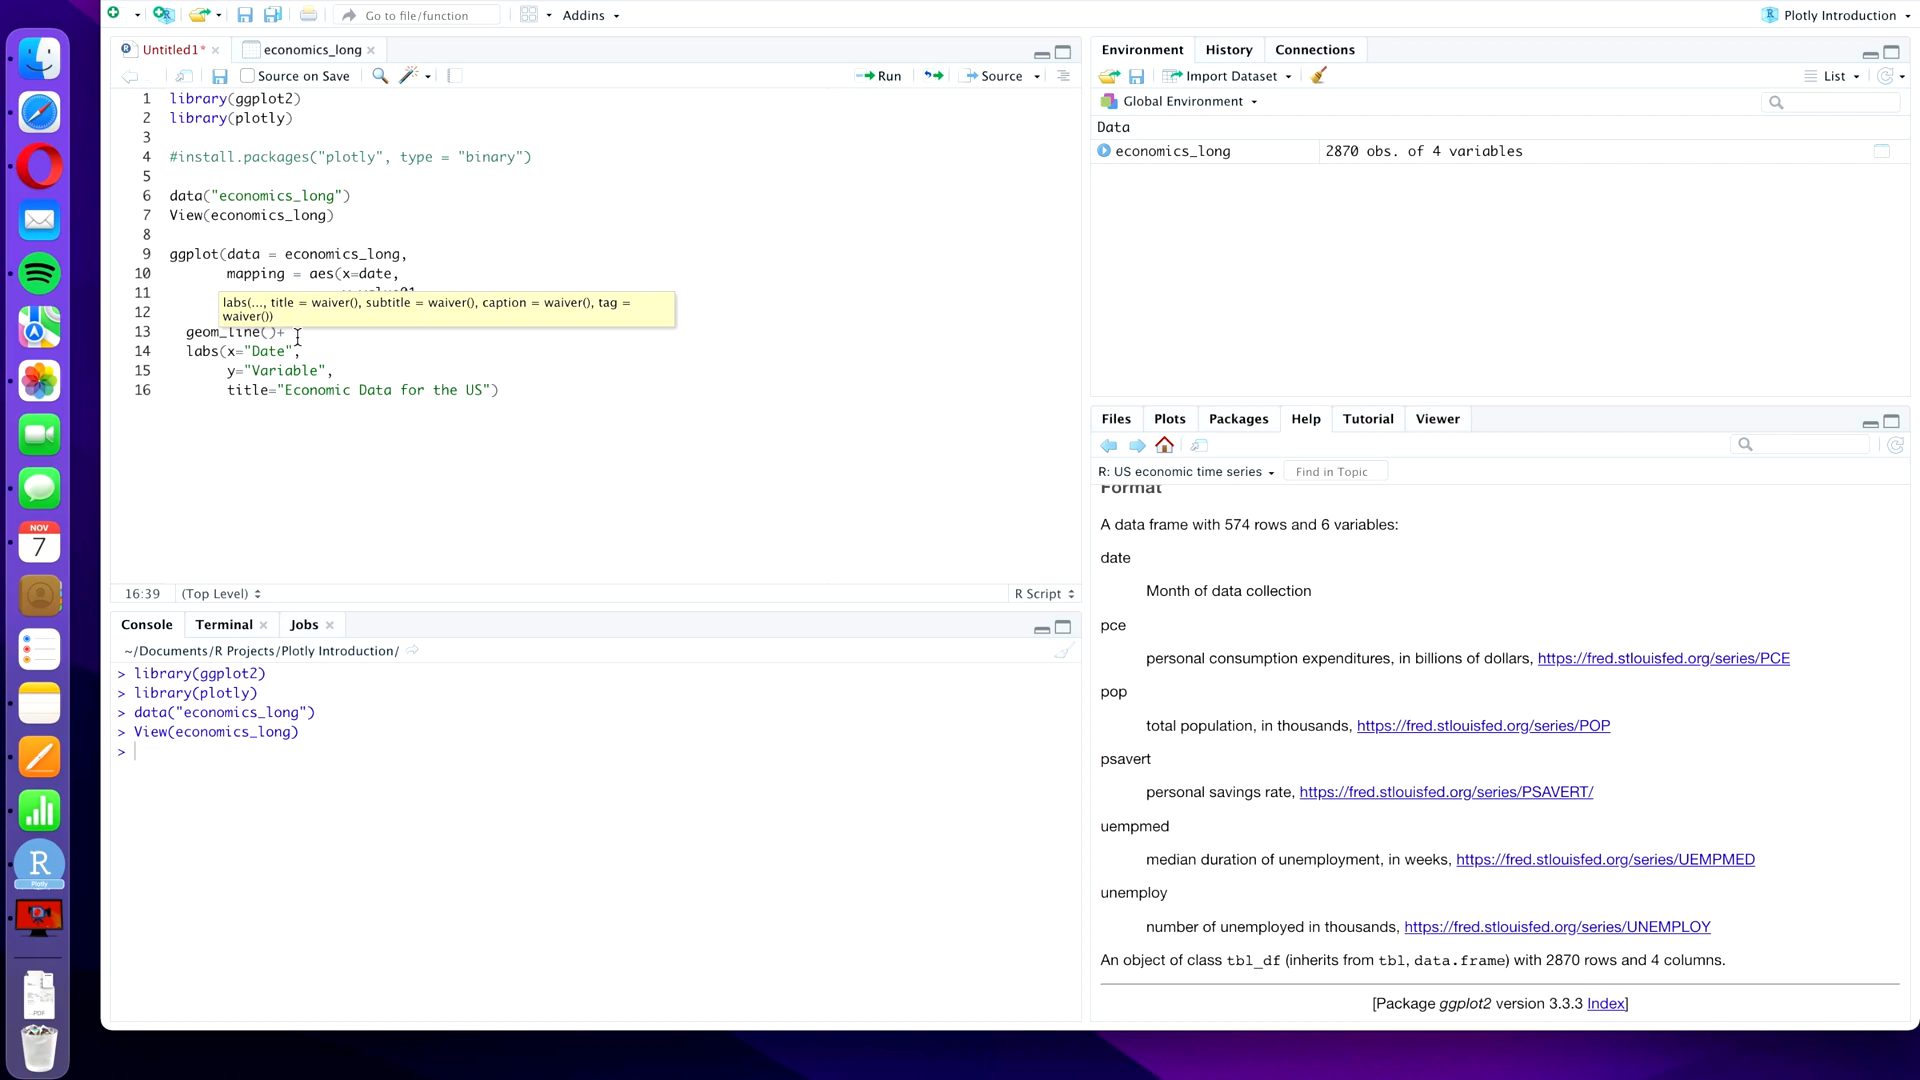 Go to file/function
Addins
Plotly Introduction
Untitled1*
economics_long
Source on Save
Run
Source
1 library(ggplot2)
2 library(plotly)
3
4 #install.packages("plotly", type = "binary")
5
6 data("economics_long")
7 View(economics_long)
8
9 ggplot(data = economics_long,
10 mapping = aes(x=date,
11
labs(..., title = waiver(), subtitle = waiver(), caption = waiver(), tag =
waiver())
12
13 geom_line()+
14 labs(x="Date",
15 y="Variable",
16 title="Economic Data for the US")
16:39
(Top Level)
R Script
Console Terminal Jobs
~/Documents/R Projects/Plotly Introduction/
> library(ggplot2)
> library(plotly)
> data("economics_long")
> View(economics_long)
>
Environment History Connections
Import Dataset
List
Global Environment
Data
economics_long 2870 obs. of 4 variables
Files Plots Packages Help Tutorial Viewer
R: US economic time series
Find in Topic
Format
A data frame with 574 rows and 6 variables:
date
Month of data collection
pce
personal consumption expenditures, in billions of dollars, https://fred.stlouisfed.org/series/PCE
pop
total population, in thousands, https://fred.stlouisfed.org/series/POP
psavert
personal savings rate, https://fred.stlouisfed.org/series/PSAVERT/
uempmed
median duration of unemployment, in weeks, https://fred.stlouisfed.org/series/UEMPMED
unemploy
number of unemployed in thousands, https://fred.stlouisfed.org/series/UNEMPLOY
An object of class tbl_df (inherits from tbl, data.frame) with 2870 rows and 4 columns.
[Package ggplot2 version 3.3.3 Index]
NOV
7
R
Plotly
PDF